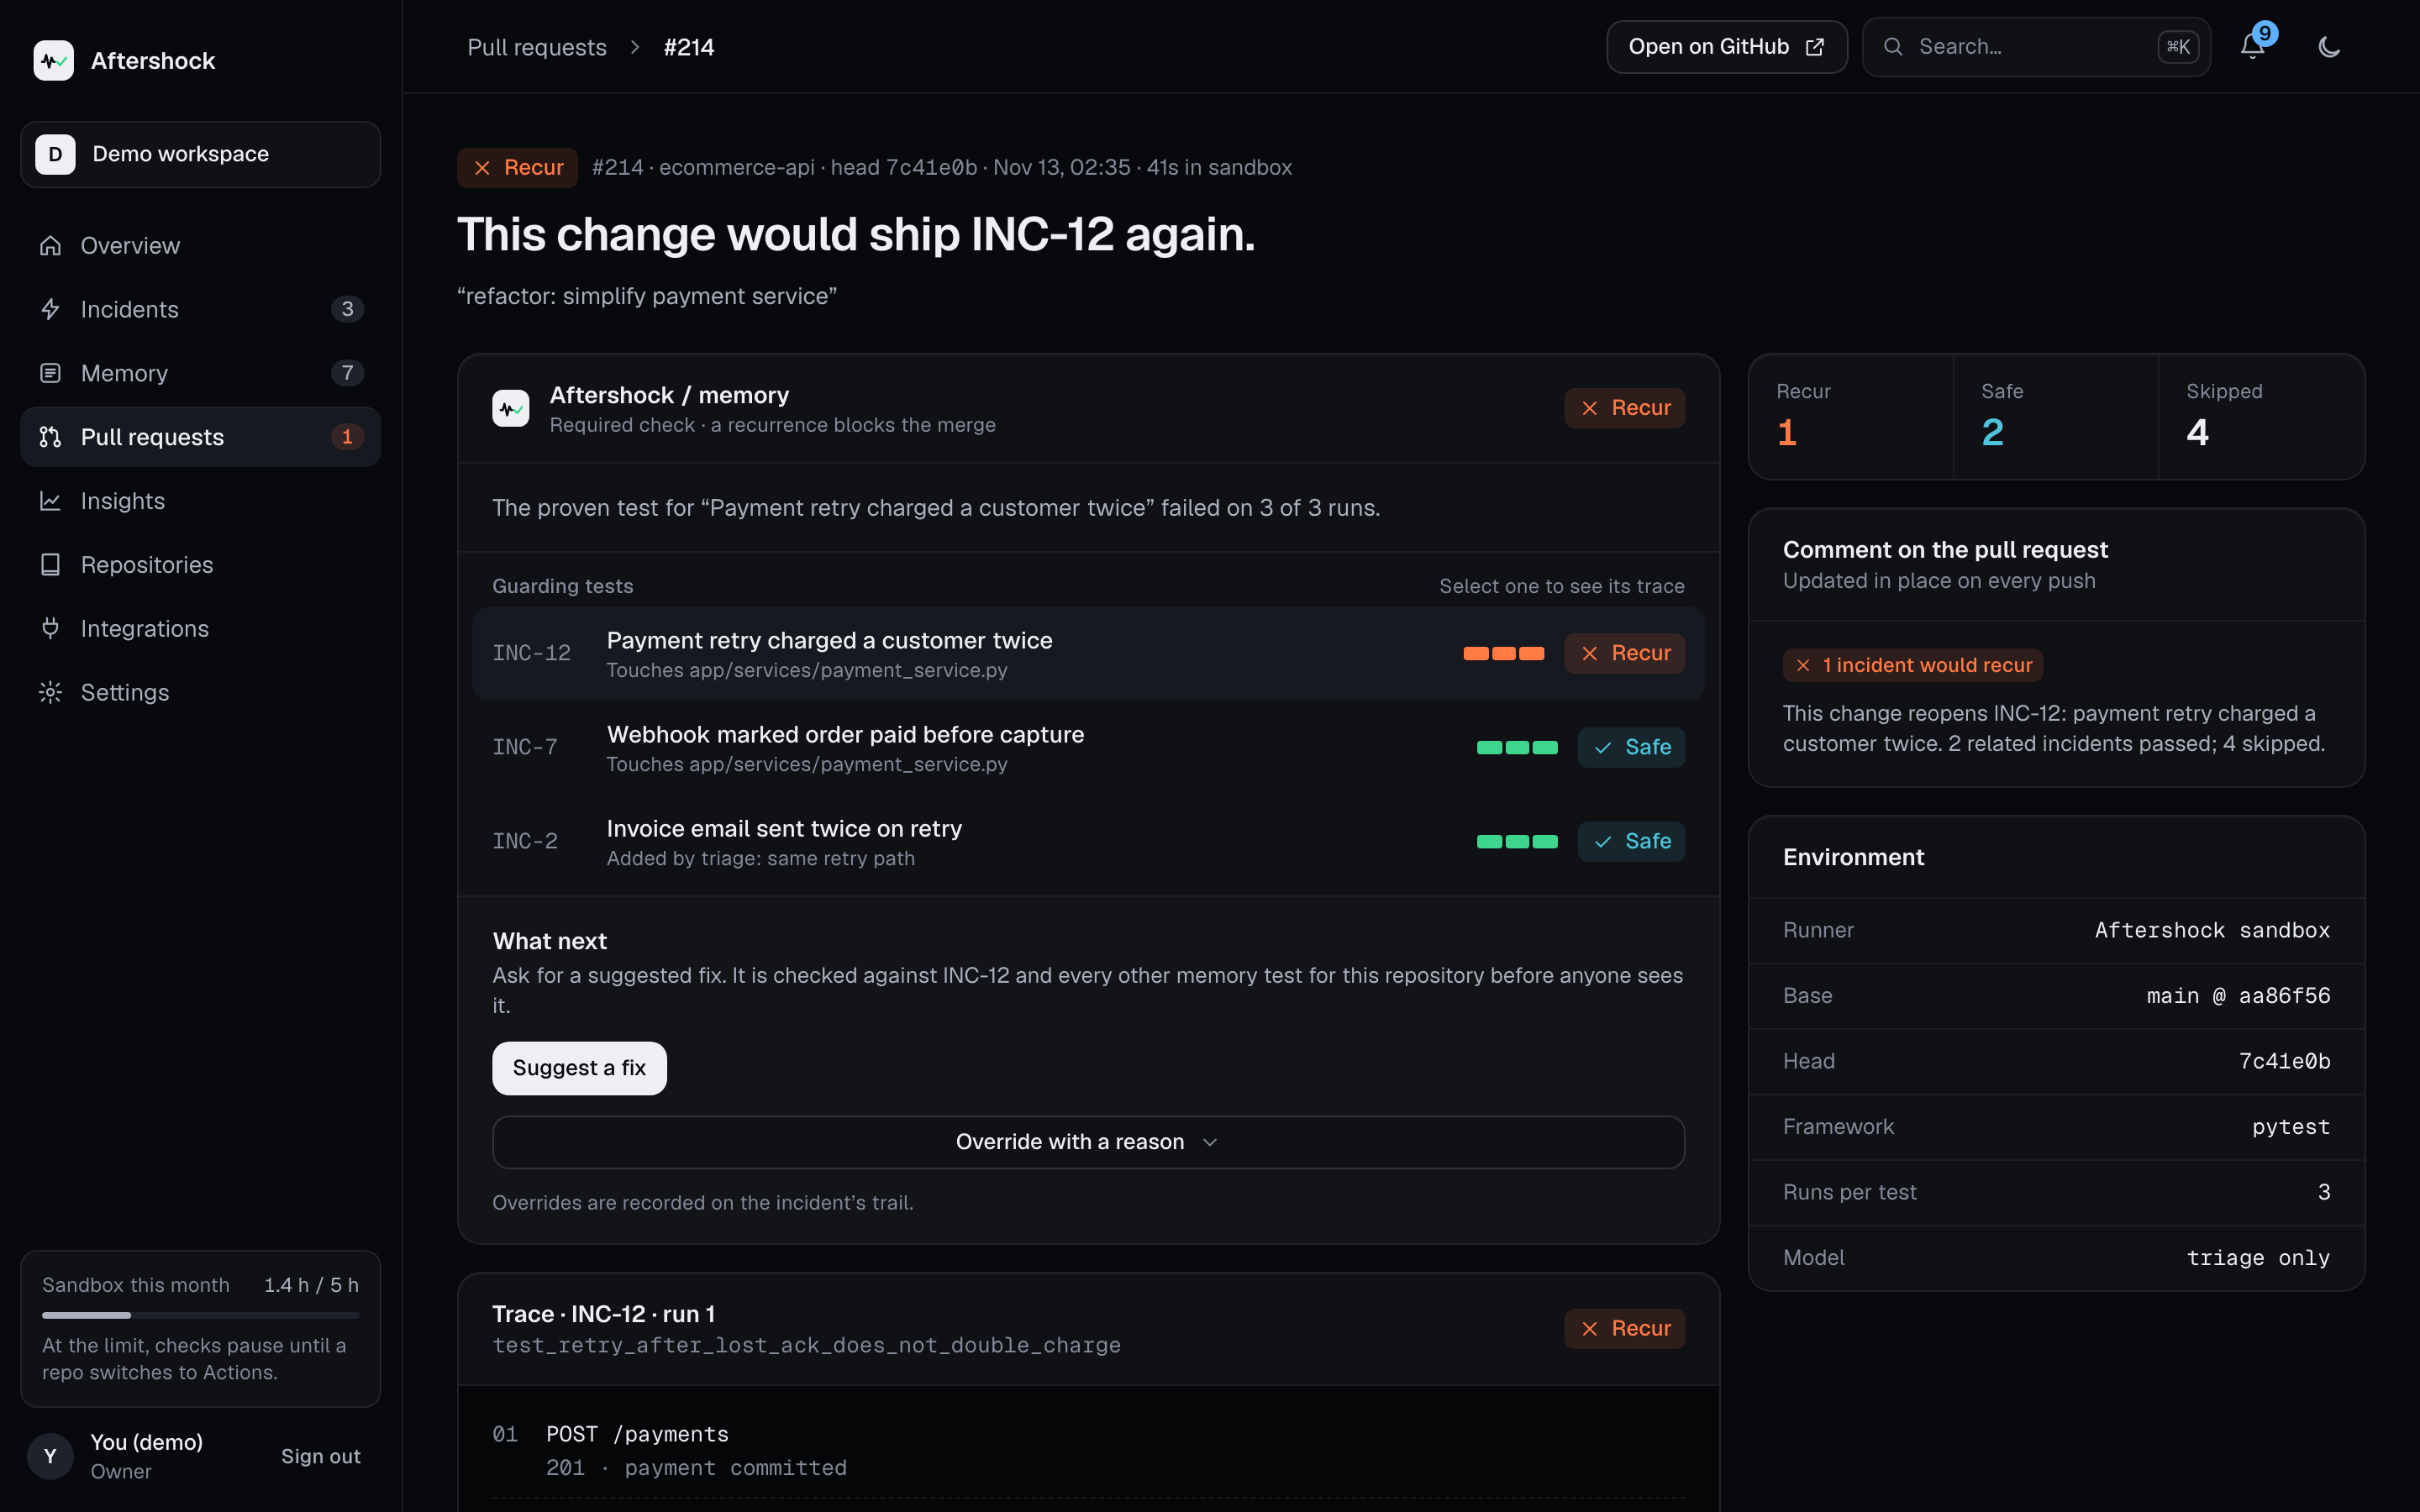 Aftershock
D Demo workspace
Overview
Incidents 3
Memory 7
Pull requests 1
Insights
Repositories
Integrations
Settings
Sandbox this month 1.4 h / 5 h
At the limit, checks pause until a
repo switches to Actions.
Y You (demo)
Owner
Sign out
Pull requests > #214
Open on GitHub
Search...
⌘K
9
Recur #214 · ecommerce-api · head 7c41e0b · Nov 13, 02:35 · 41s in sandbox
This change would ship INC-12 again.
“refactor: simplify payment service”
Aftershock / memory
Required check · a recurrence blocks the merge
Recur
The proven test for “Payment retry charged a customer twice” failed on 3 of 3 runs.
Guarding tests Select one to see its trace
INC-12 Payment retry charged a customer twice
Touches app/services/payment_service.py
Recur
INC-7 Webhook marked order paid before capture
Touches app/services/payment_service.py
Safe
INC-2 Invoice email sent twice on retry
Added by triage: same retry path
Safe
What next
Ask for a suggested fix. It is checked against INC-12 and every other memory test for this repository before anyone sees
it.
Suggest a fix
Override with a reason
Overrides are recorded on the incident’s trail.
Trace · INC-12 · run 1
test_retry_after_lost_ack_does_not_double_charge
Recur
01 POST /payments
201 · payment committed
Recur Safe Skipped
1 2 4
Comment on the pull request
Updated in place on every push
1 incident would recur
This change reopens INC-12: payment retry charged a
customer twice. 2 related incidents passed; 4 skipped.
Environment
Runner Aftershock sandbox
Base main @ aa86f56
Head 7c41e0b
Framework pytest
Runs per test 3
Model triage only